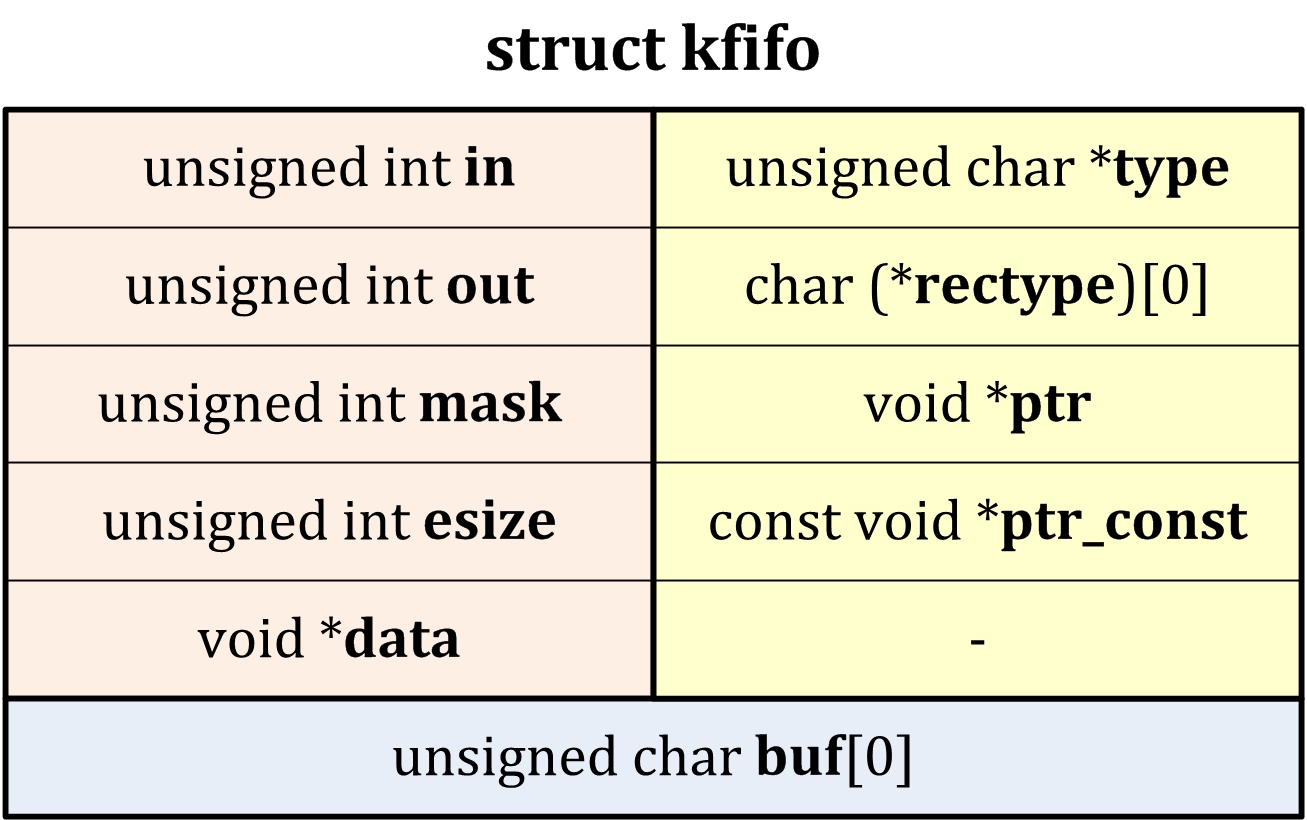 struct kfifo
unsigned int in
unsigned char *type
unsigned int out
char (*rectype)[0]
unsigned int mask
void *ptr
unsigned int esize
const void *ptr_const
void *data
-
unsigned char buf[0]